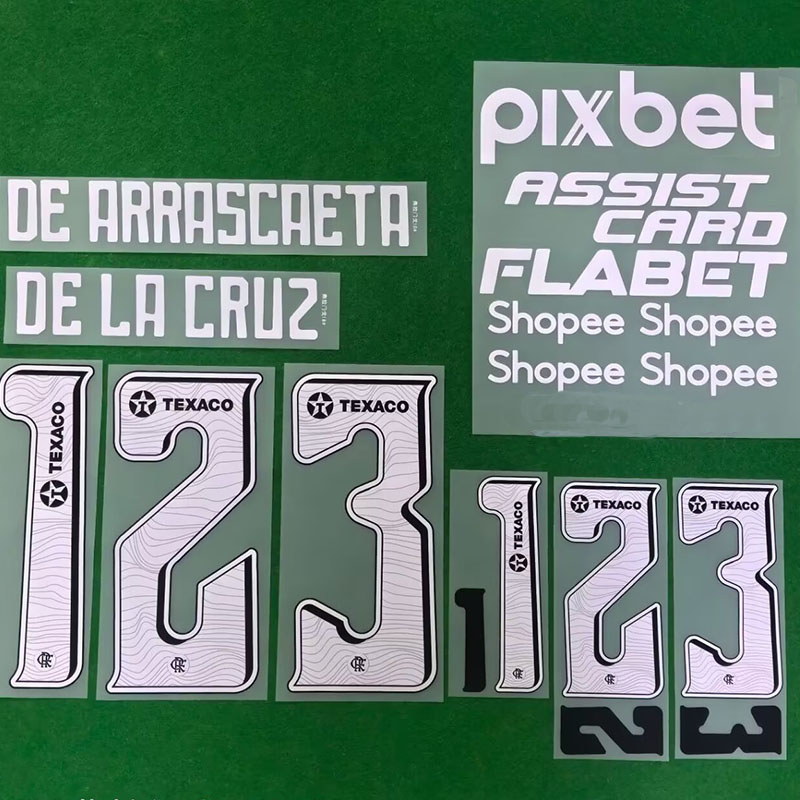 pixbet
ASSIST
CARD
FLABET
Shopee Shopee
Shopee Shopee
DE ARRASCAETA
DE LA CRUZ
1 TEXACO
2 TEXACO
3 TEXACO
1 TEXACO
2 TEXACO
3 TEXACO
1
2
3